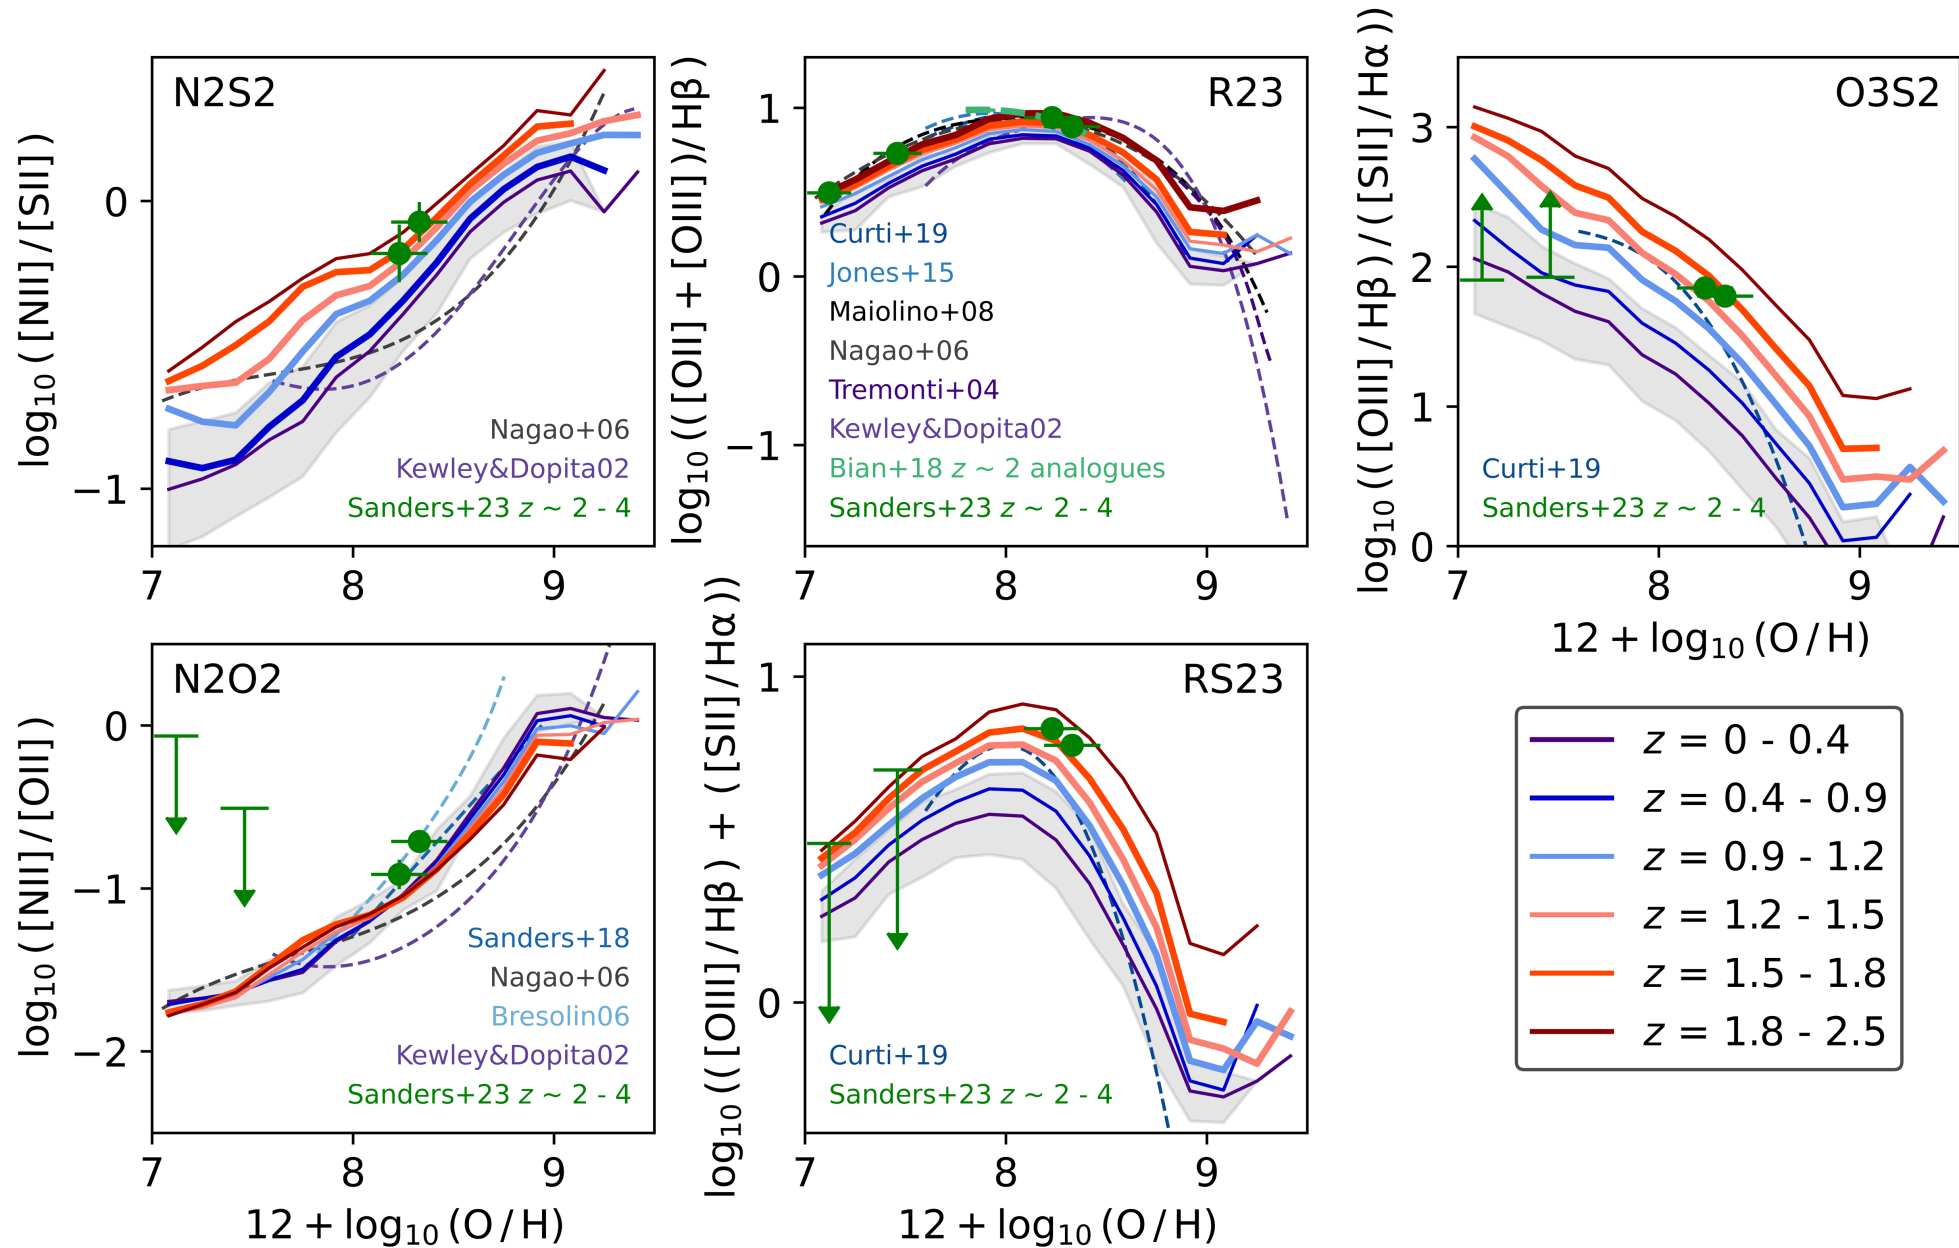 N2S2
log10 ( [NII] / [SII] )
0
−1
Nagao+06
Kewley&Dopita02
Sanders+23 z ~ 2 - 4
7 8 9
R23
log10 (( [OII] + [OIII] ) / Hβ )
1
0
−1
Curti+19
Jones+15
Maiolino+08
Nagao+06
Tremonti+04
Kewley&Dopita02
Bian+18 z ~ 2 analogues
Sanders+23 z ~ 2 - 4
7 8 9
O3S2
log10 (( [OIII] / Hβ ) / ( [SII] / Hα ))
3
2
1
0
Curti+19
Sanders+23 z ~ 2 - 4
7 8 9
12 + log10 (O / H)
N2O2
log10 ( [NII] / [OII] )
0
−1
−2
Sanders+18
Nagao+06
Bresolin06
Kewley&Dopita02
Sanders+23 z ~ 2 - 4
7 8 9
12 + log10 (O / H)
RS23
log10 (( [OIII] / Hβ ) + ( [SII] / Hα ))
1
0
Curti+19
Sanders+23 z ~ 2 - 4
7 8 9
12 + log10 (O / H)
z = 0 - 0.4
z = 0.4 - 0.9
z = 0.9 - 1.2
z = 1.2 - 1.5
z = 1.5 - 1.8
z = 1.8 - 2.5